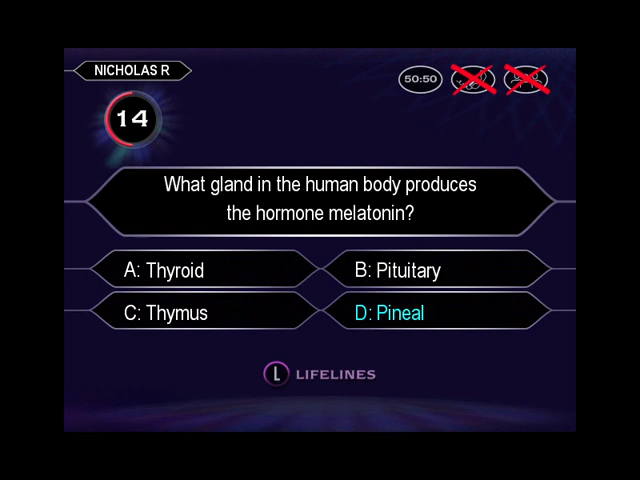 NICHOLAS R
50:50
14
What gland in the human body produces
the hormone melatonin?
A: Thyroid
B: Pituitary
C: Thymus
D: Pineal
L LIFELINES